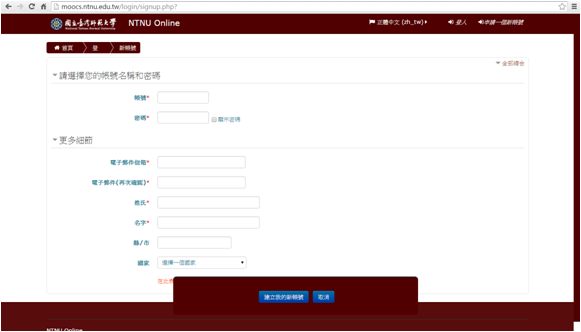 moocs.ntnu.edu.tw/login/signup.php?
國立臺灣師範大學 NTNU Online 正體中文 (zh_tw) 登入 申請一個新帳號
National Taiwan Normal University
首頁 登 新帳號
全部縮合
請選擇您的帳號名稱和密碼
帳號*
密碼* 顯示密碼
更多細節
電子郵件信箱*
電子郵件(再次確認)*
姓氏*
名字*
縣/市
國家 選擇一個國家
在此表
建立我的新帳號 取消
NTNU Online